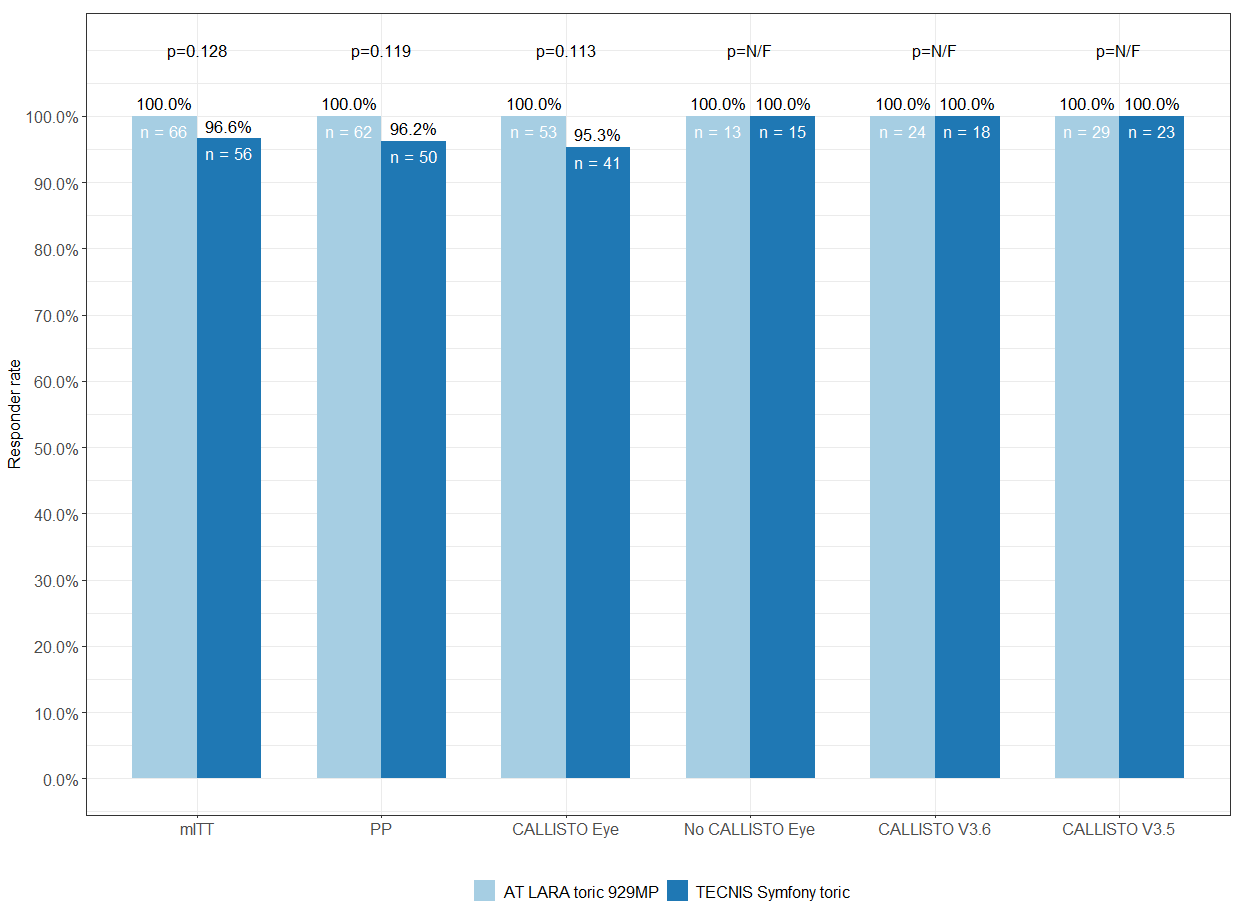 p=0.128 p=0.119 p=0.113 p=N/F p=N/F p=N/F
100.0% 96.6% 100.0% 96.2% 100.0% 95.3% 100.0% 100.0% 100.0% 100.0% 100.0% 100.0%
n = 66 n = 56 n = 62 n = 50 n = 53 n = 41 n = 13 n = 15 n = 24 n = 18 n = 29 n = 23
Responder rate
100.0%
90.0%
80.0%
70.0%
60.0%
50.0%
40.0%
30.0%
20.0%
10.0%
0.0%
mITT PP CALLISTO Eye No CALLISTO Eye CALLISTO V3.6 CALLISTO V3.5
AT LARA toric 929MP TECNIS Symfony toric